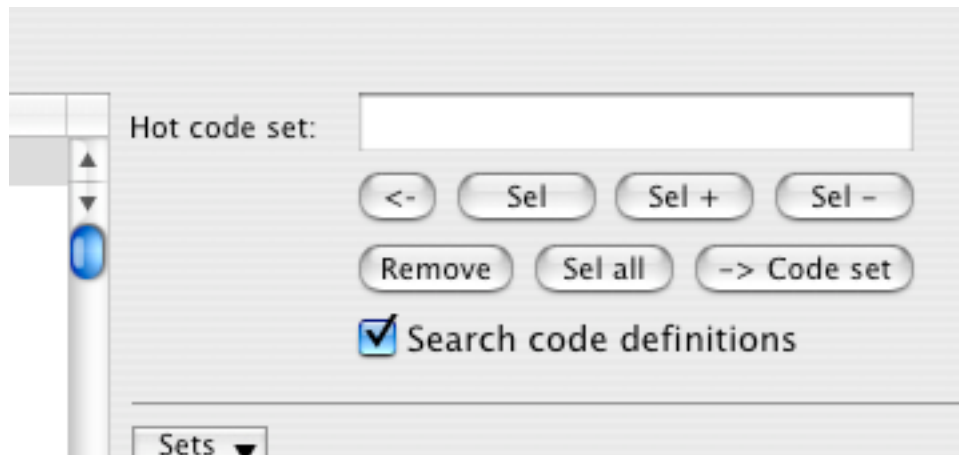 Hot code set:
<- Sel Sel + Sel -
Remove Sel all -> Code set
Search code definitions
Sets